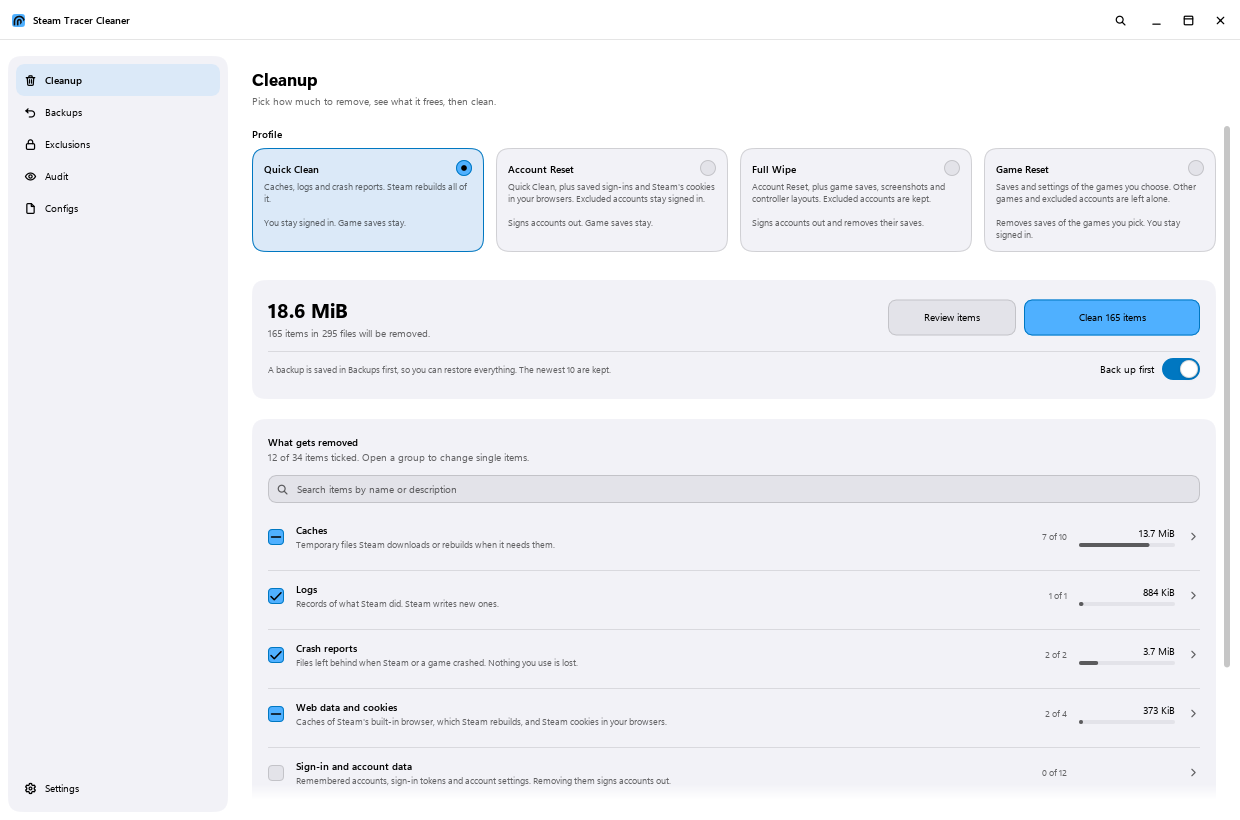 Steam Tracer Cleaner
Cleanup
Backups
Exclusions
Audit
Configs
Settings
Cleanup
Pick how much to remove, see what it frees, then clean.
Profile
Quick Clean
Caches, logs and crash reports. Steam rebuilds all of
it.
You stay signed in. Game saves stay.
Account Reset
Quick Clean, plus saved sign-ins and Steam's cookies
in your browsers. Excluded accounts stay signed in.
Signs accounts out. Game saves stay.
Full Wipe
Account Reset, plus game saves, screenshots and
controller layouts. Excluded accounts are kept.
Signs accounts out and removes their saves.
Game Reset
Saves and settings of the games you choose. Other
games and excluded accounts are left alone.
Removes saves of the games you pick. You stay
signed in.
18.6 MiB
165 items in 295 files will be removed.
Review items
Clean 165 items
A backup is saved in Backups first, so you can restore everything. The newest 10 are kept.
Back up first
What gets removed
12 of 34 items ticked. Open a group to change single items.
Search items by name or description
Caches
Temporary files Steam downloads or rebuilds when it needs them.
7 of 10
13.7 MiB
Logs
Records of what Steam did. Steam writes new ones.
1 of 1
884 KiB
Crash reports
Files left behind when Steam or a game crashed. Nothing you use is lost.
2 of 2
3.7 MiB
Web data and cookies
Caches of Steam's built-in browser, which Steam rebuilds, and Steam cookies in your browsers.
2 of 4
373 KiB
Sign-in and account data
Remembered accounts, sign-in tokens and account settings. Removing them signs accounts out.
0 of 12